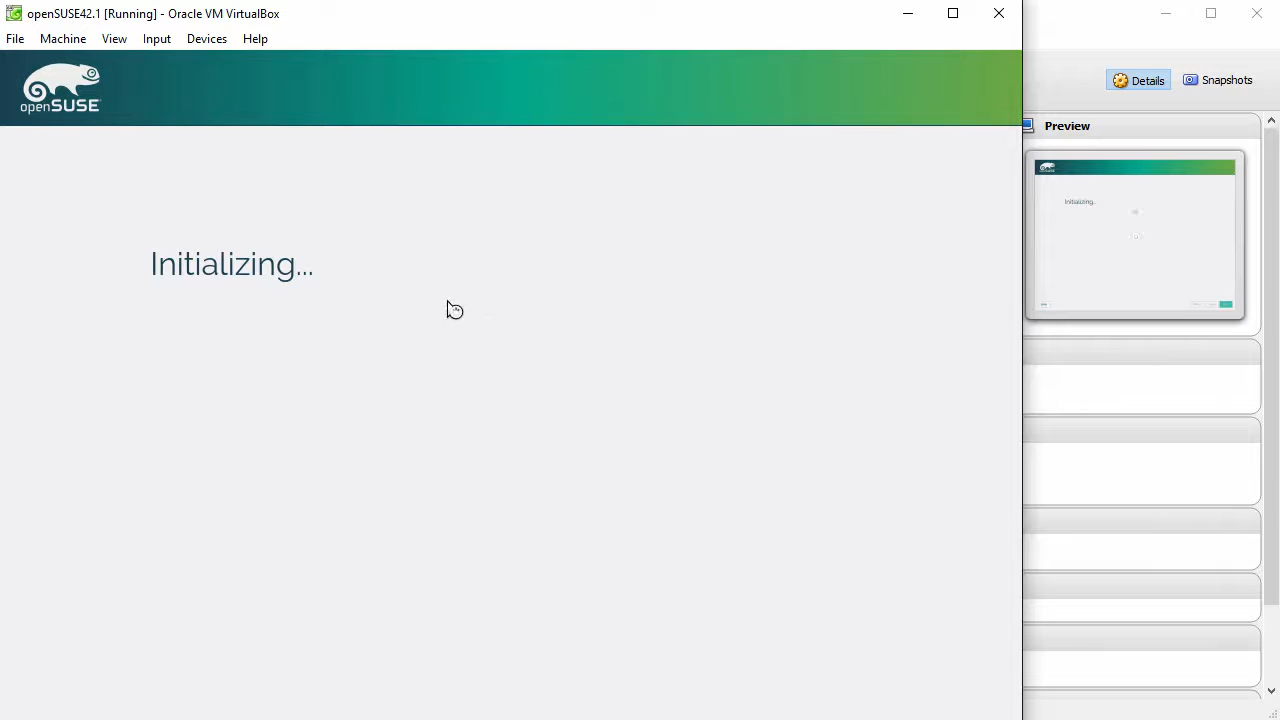 openSUSE42.1 [Running] - Oracle VM VirtualBox
File Machine View Input Devices Help
openSUSE
Details Snapshots
Preview
Initializing...
Initializing...